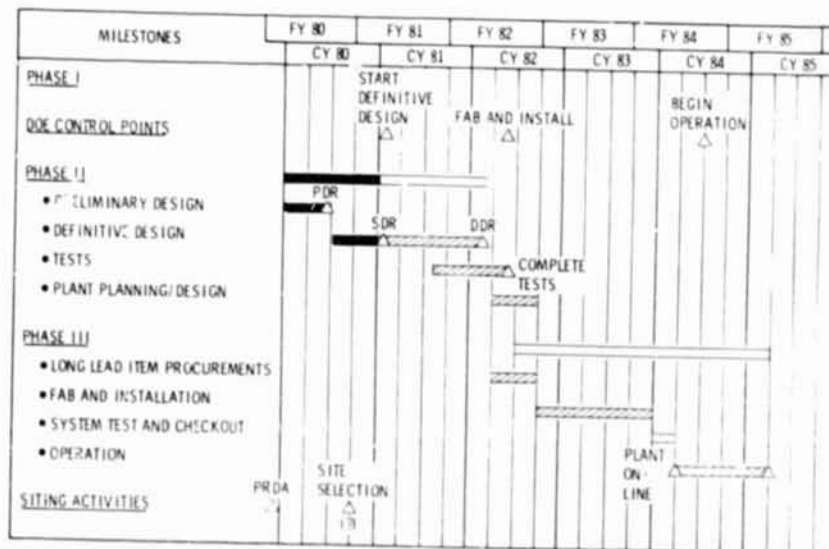 MILESTONES
FY 80 FY 81 FY 82 FY 83 FY 84 FY 85
CY 80 CY 81 CY 82 CY 83 CY 84 CY 85
PHASE I
START
DEFINITIVE
DESIGN
FAB AND INSTALL
BEGIN
OPERATION
DOE CONTROL POINTS
PHASE II
PDR
• PRELIMINARY DESIGN
• DEFINITIVE DESIGN
SDR DDR
• TESTS
COMPLETE
TESTS
• PLANT PLANNING/DESIGN
PHASE III
• LONG LEAD ITEM PROCUREMENTS
• FAB AND INSTALLATION
• SYSTEM TEST AND CHECKOUT
• OPERATION
PLANT
ON-
LINE
SITE
SELECTION
PRDA
SITING ACTIVITIES